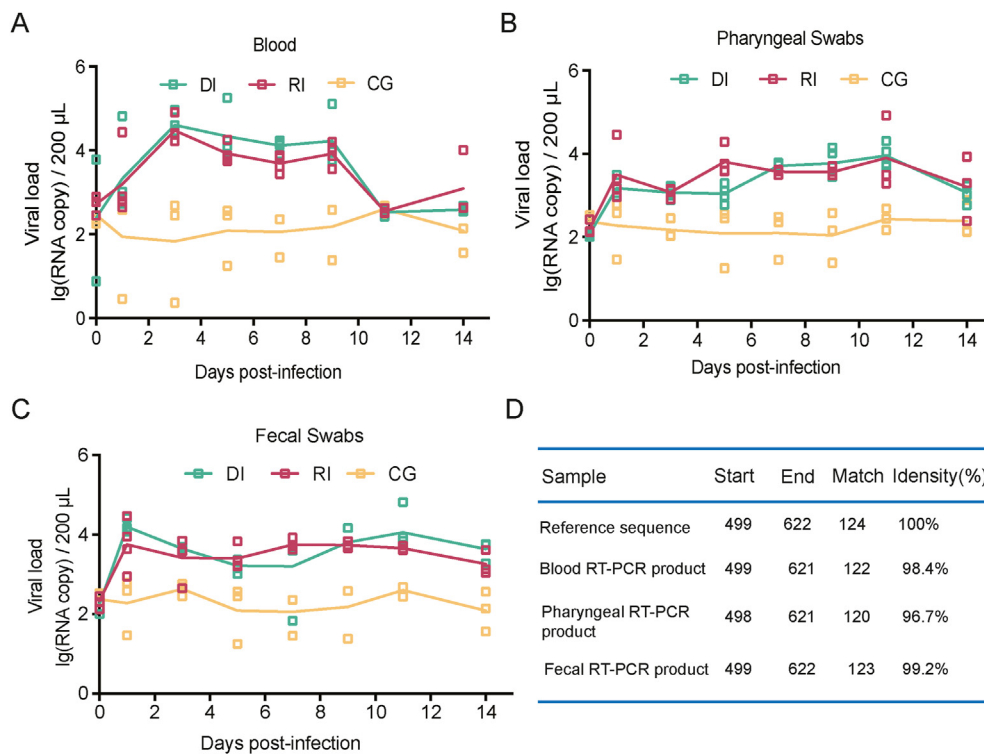 A
Blood
DI RI CG
Viral load
lg(RNA copy) / 200 µL
6
4
2
0
0 2 4 6 8 10 12 14
Days post-infection
B
Pharyngeal Swabs
DI RI CG
Viral load
lg(RNA copy) / 200 µL
6
4
2
0
0 2 4 6 8 10 12 14
Days post-infection
C
Fecal Swabs
DI RI CG
Viral load
lg(RNA copy) / 200 µL
6
4
2
0
0 2 4 6 8 10 12 14
Days post-infection
D
Sample Start End Match Idensity(%)
Reference sequence 499 622 124 100%
Blood RT-PCR product 499 621 122 98.4%
Pharyngeal RT-PCR
product 498 621 120 96.7%
Fecal RT-PCR product 499 622 123 99.2%